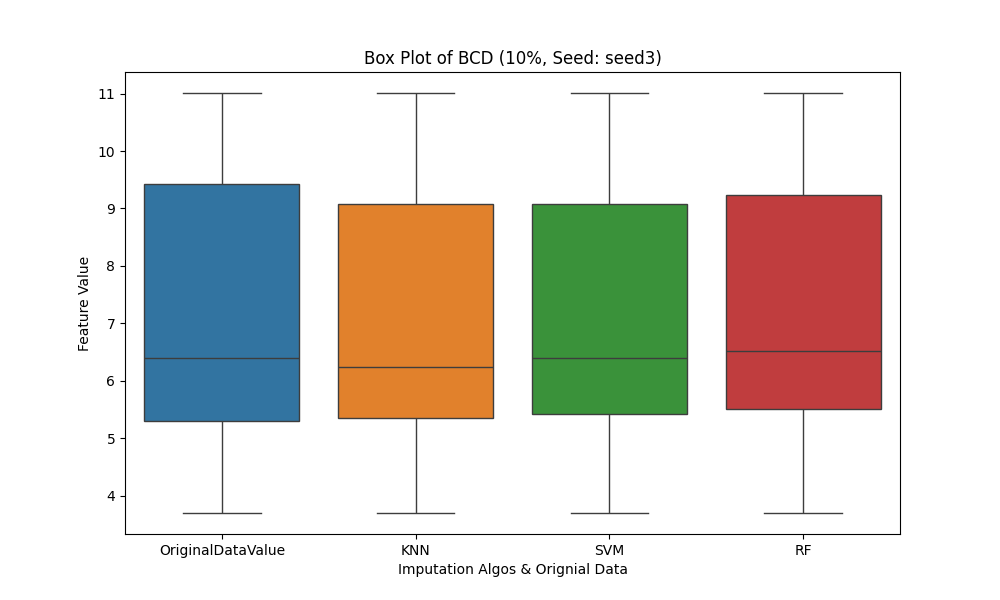 Box Plot of BCD (10%, Seed: seed3)
Feature Value
11
10
9
8
7
6
5
4
OriginalDataValue KNN SVM RF
Imputation Algos & Orignial Data